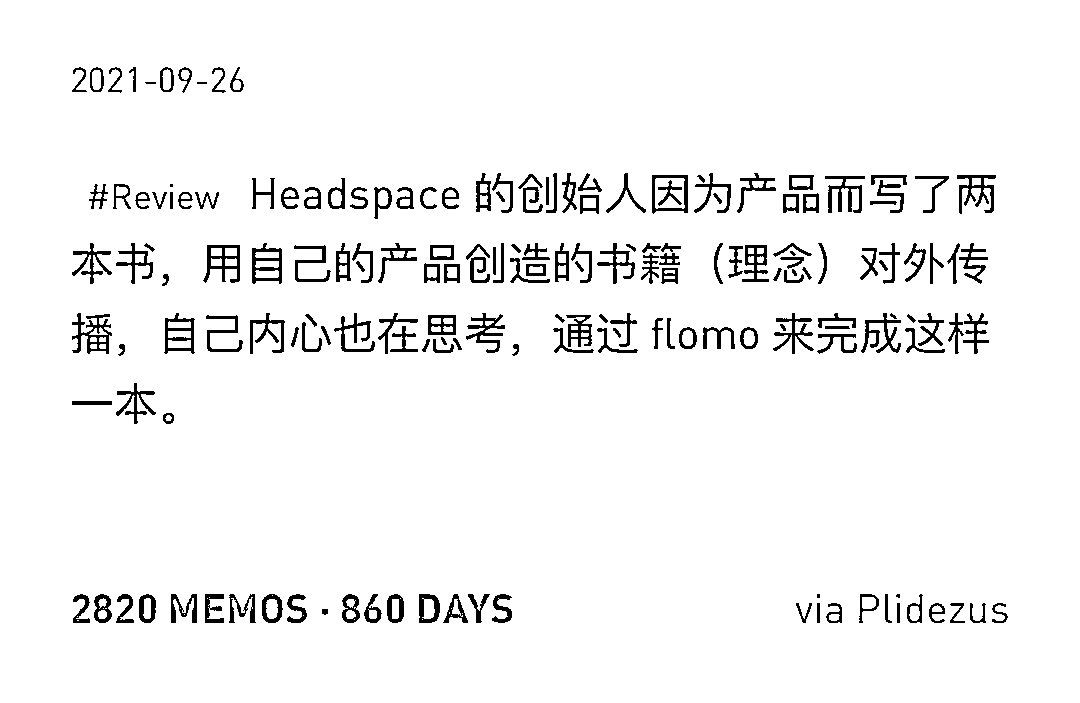 2021-09-26
#Review Headspace 的创始人因为产品而写了两
本书，用自己的产品创造的书籍（理念）对外传
播，自己内心也在思考，通过 flomo 来完成这样
一本。
2820 MEMOS · 860 DAYS
via Plidezus